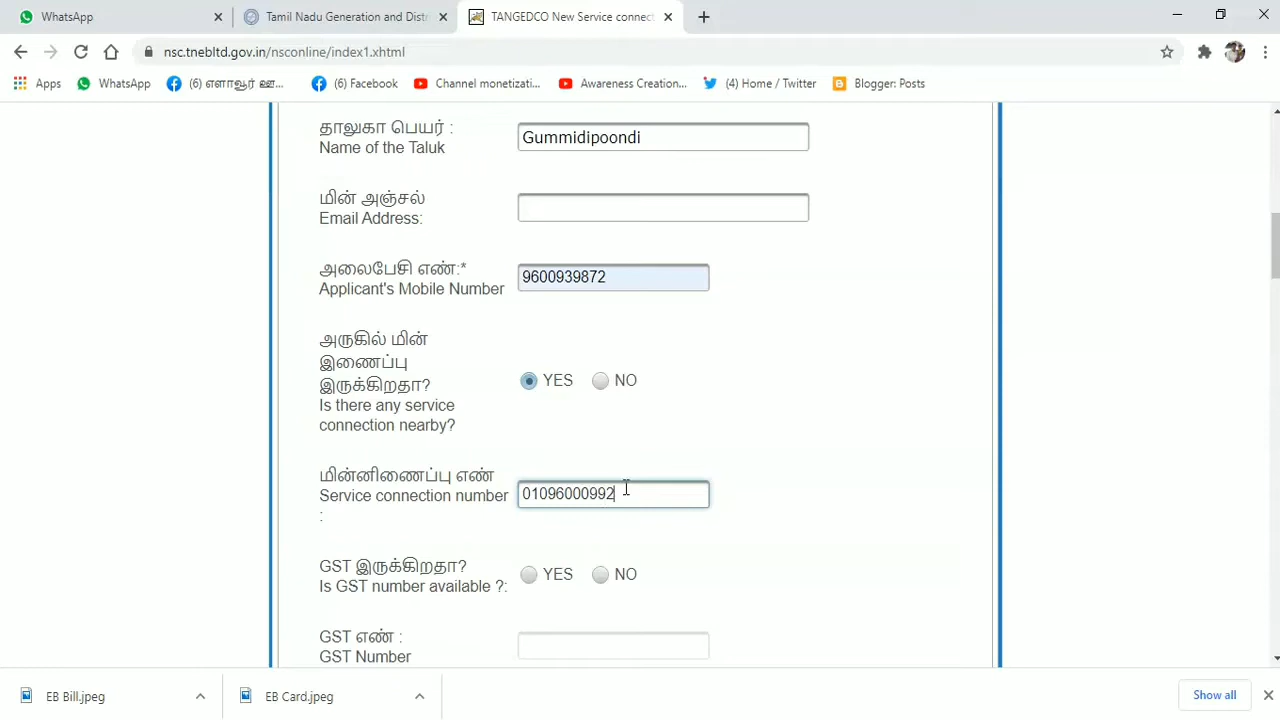 WhatsApp
Tamil Nadu Generation and Distri
TANGEDCO New Service connect
nsc.tnebltd.gov.in/nsconline/index1.xhtml
Apps
WhatsApp
(6) எளாவூர் ஊ...
(6) Facebook
Channel monetizati...
Awareness Creation...
(4) Home / Twitter
Blogger: Posts
தாலுகா பெயர் :
Name of the Taluk
Gummidipoondi
மின் அஞ்சல்
Email Address:
அலைபேசி எண்:*
Applicant's Mobile Number
9600939872
அருகில் மின்
இணைப்பு
இருக்கிறதா?
Is there any service
connection nearby?
YES
NO
மின்னிணைப்பு எண்
Service connection number
:
01096000992
GST இருக்கிறதா?
Is GST number available ?:
YES
NO
GST எண் :
GST Number
EB Bill.jpeg
EB Card.jpeg
Show all